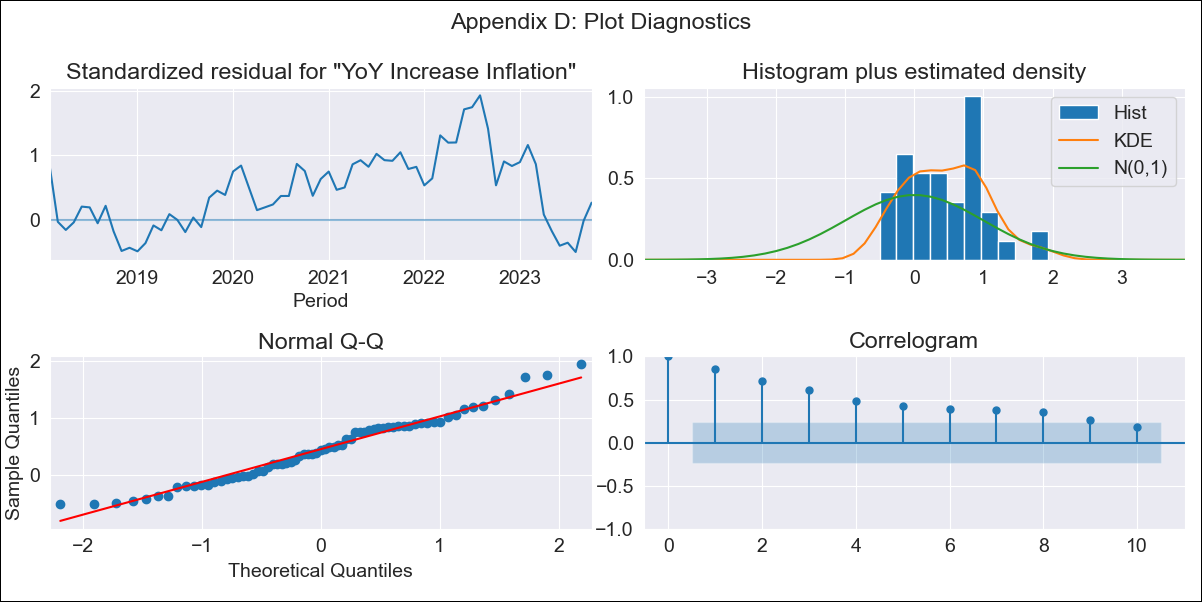 Appendix D: Plot Diagnostics
Standardized residual for "YoY Increase Inflation"
2
1
0
2019 2020 2021 2022 2023
Period
Histogram plus estimated density
1.0
0.5
0.0
Hist
KDE
N(0,1)
−3 −2 −1 0 1 2 3
Normal Q-Q
Sample Quantiles
2
1
0
−2 −1 0 1 2
Theoretical Quantiles
Correlogram
1.0
0.5
0.0
−0.5
−1.0
0 2 4 6 8 10